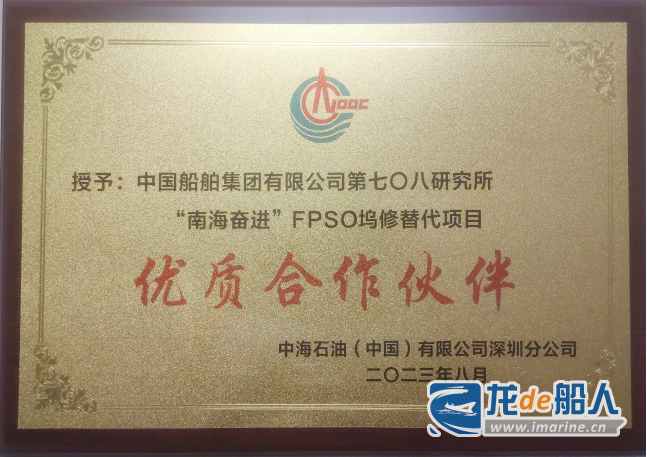 CNOOC
授予：中国船舶集团有限公司第七〇八研究所
“南海奋进”FPSO坞修替代项目
优质合作伙伴
中海石油（中国）有限公司深圳分公司
二〇二三年八月
龙de船人
www.imarine.cn